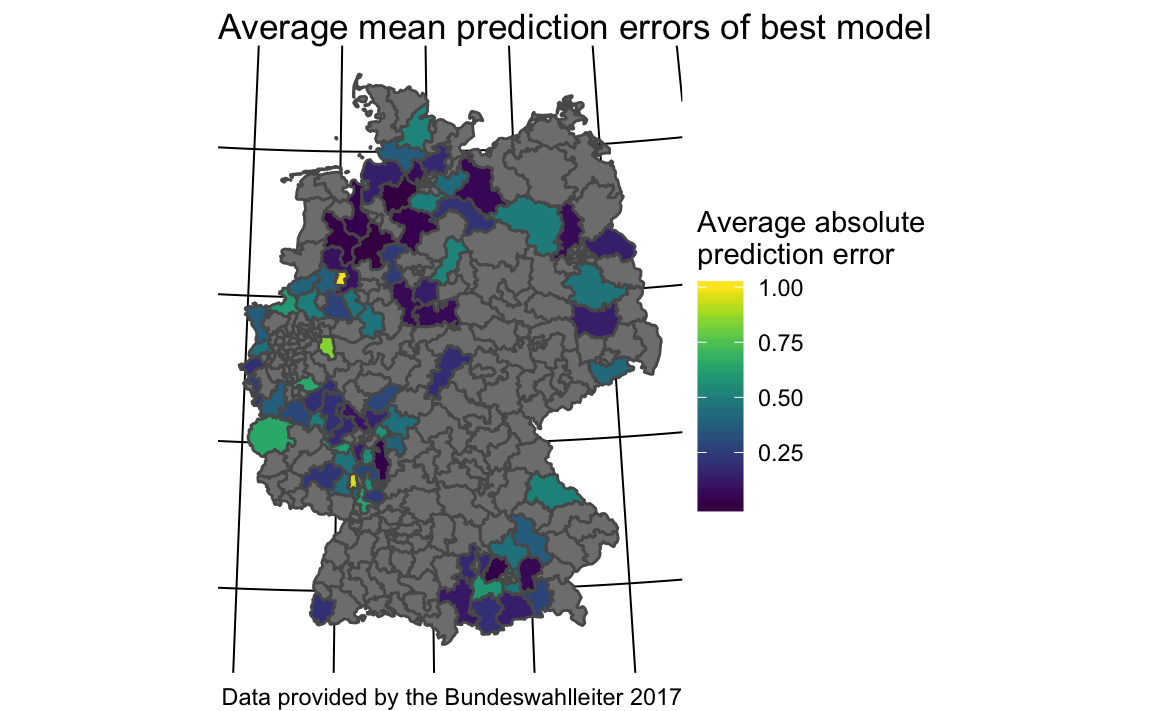 Average mean prediction errors of best model
Average absolute
prediction error
1.00
0.75
0.50
0.25
Data provided by the Bundeswahlleiter 2017